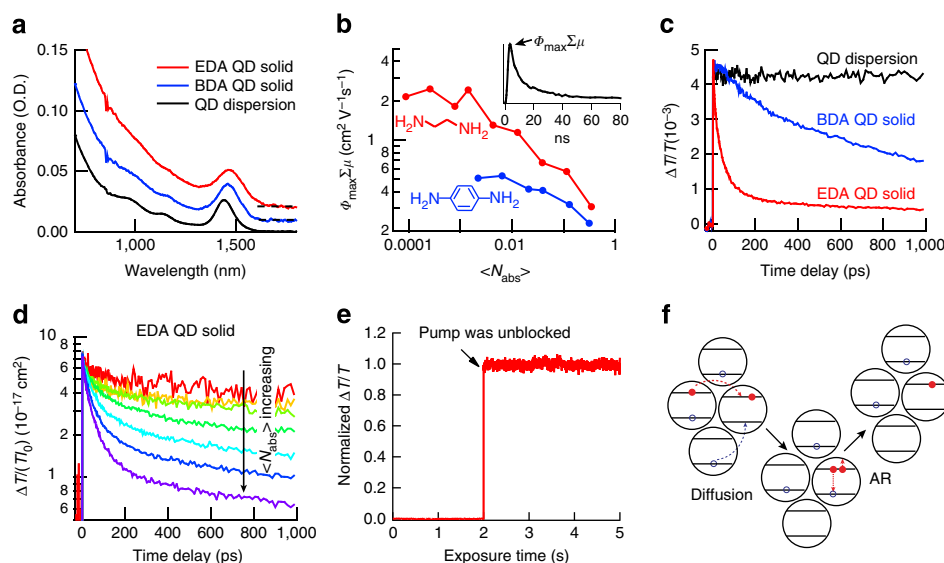 a
0.15
0.10
0.05
0.00
Absorbance (O.D.)
EDA QD solid
BDA QD solid
QD dispersion
1,000
1,500
Wavelength (nm)
b
4
2
1
8
6
4
2
Φmax Σμ (cm² V⁻¹s⁻¹)
ΦmaxΣμ
0
20
40
60
80
ns
H₂N
NH₂
H₂N
NH₂
0.0001
0.01
1
<Nabs>
c
5
4
3
2
1
0
Δ T/T (10⁻³)
QD dispersion
BDA QD solid
EDA QD solid
0
200
400
600
800
1,000
Time delay (ps)
d
EDA QD solid
10
8
6
4
2
1
8
6
Δ T/(TI₀) (10⁻¹⁷ cm²)
<Nabs> increasing
0
200
400
600
800
1,000
Time delay (ps)
e
Pump was unblocked
1.2
1.0
0.8
0.6
0.4
0.2
0.0
Normalized Δ T/T
0
2
3
4
5
Exposure time (s)
f
Diffusion
AR